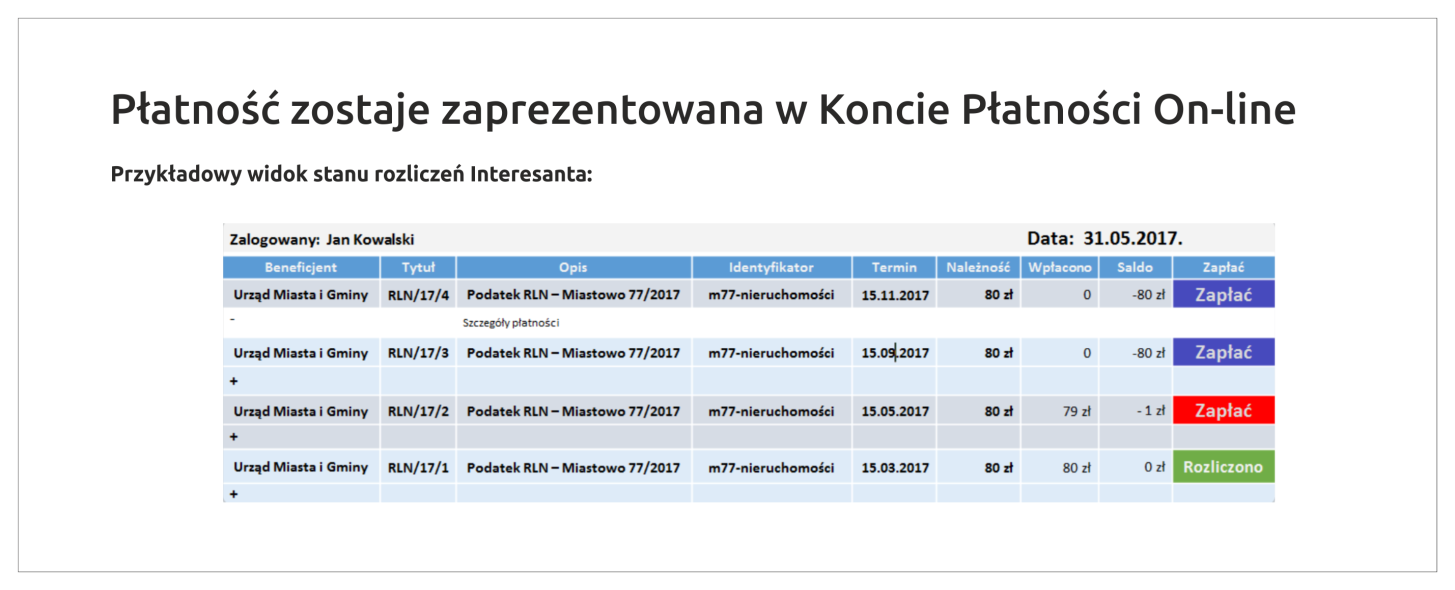 Płatność zostaje zaprezentowana w Koncie Płatności On-line
Przykładowy widok stanu rozliczeń Interesanta:
Zalogowany: Jan Kowalski Data: 31.05.2017.
Beneficjent Tytuł Opis Identyfikator Termin Należność Wpłacono Saldo Zapłać
Urząd Miasta i Gminy RLN/17/4 Podatek RLN – Miastowo 77/2017 m77-nieruchomości 15.11.2017 80 zł 0 -80 zł Zapłać
- Szczegóły płatności
Urząd Miasta i Gminy RLN/17/3 Podatek RLN – Miastowo 77/2017 m77-nieruchomości 15.09.2017 80 zł 0 -80 zł Zapłać
+
Urząd Miasta i Gminy RLN/17/2 Podatek RLN – Miastowo 77/2017 m77-nieruchomości 15.05.2017 80 zł 79 zł - 1 zł Zapłać
+
Urząd Miasta i Gminy RLN/17/1 Podatek RLN – Miastowo 77/2017 m77-nieruchomości 15.03.2017 80 zł 80 zł 0 zł Rozliczono
+